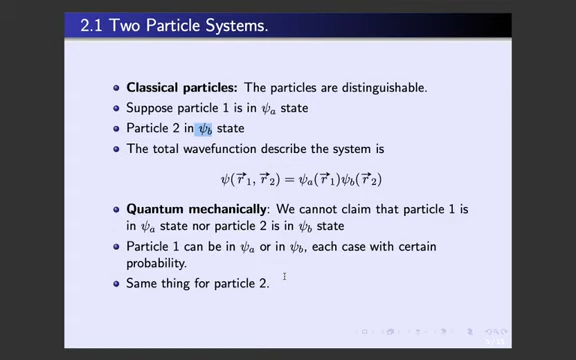 2.1 Two Particle Systems.
Classical particles: The particles are distinguishable.
Suppose particle 1 is in ψa state
Particle 2 in ψb state
The total wavefunction describe the system is
ψ(r⃗1, r⃗2) = ψa(r⃗1)ψb(r⃗2)
Quantum mechanically: We cannot claim that particle 1 is
in ψa state nor particle 2 is in ψb state
Particle 1 can be in ψa or in ψb, each case with certain
probability.
Same thing for particle 2.